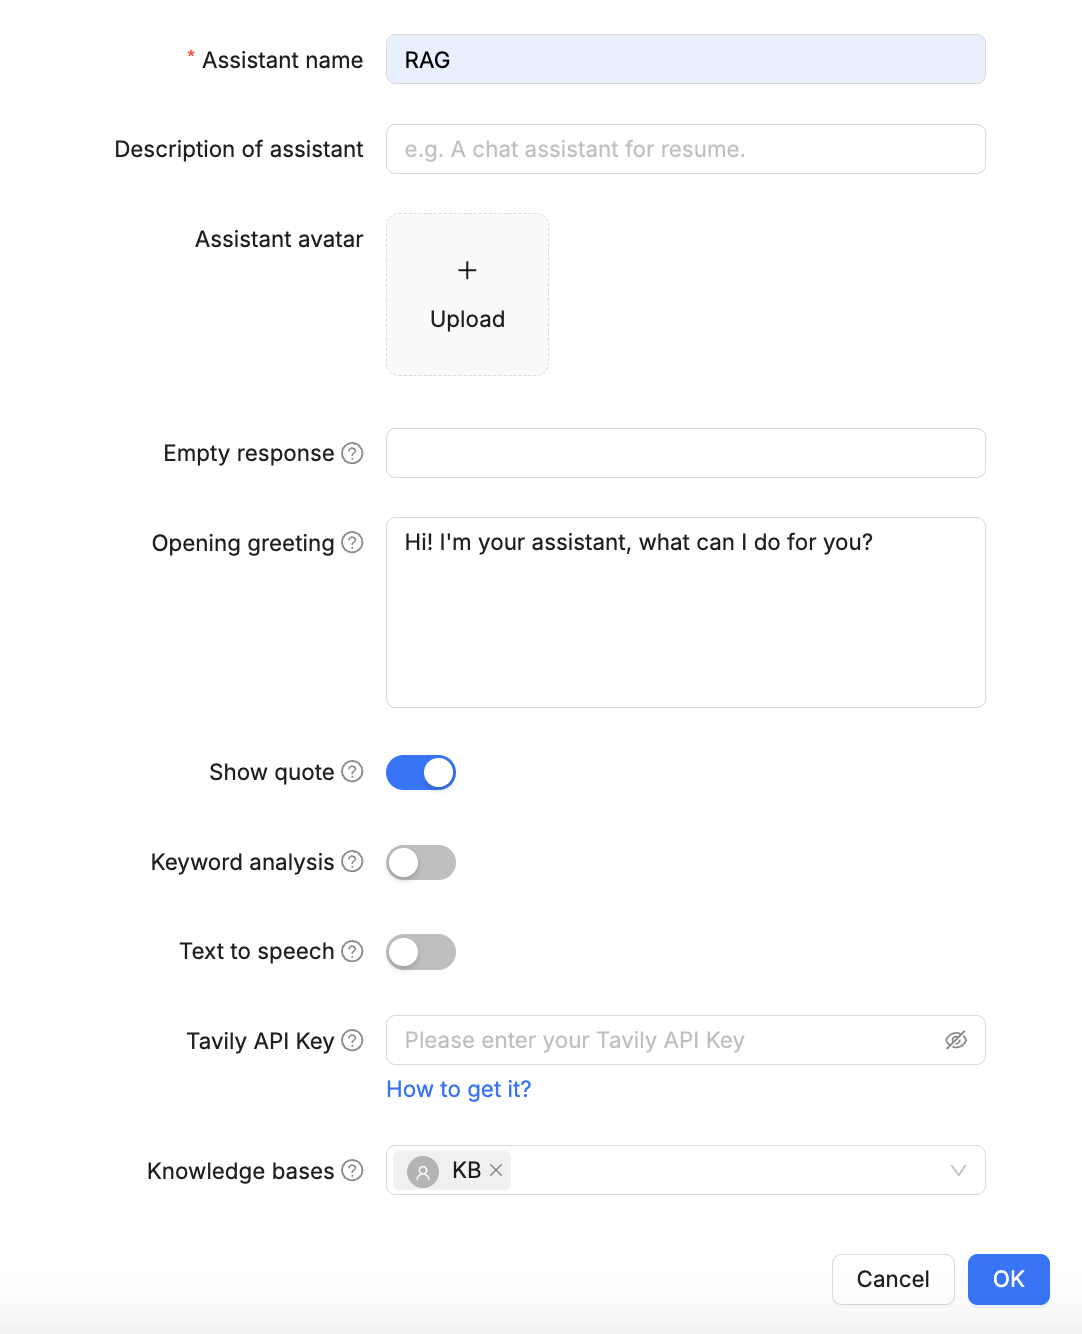 * Assistant name
RAG
Description of assistant
e.g. A chat assistant for resume.
Assistant avatar
+
Upload
Empty response ?
Opening greeting ?
Hi! I'm your assistant, what can I do for you?
Show quote ?
Keyword analysis ?
Text to speech ?
Tavily API Key ?
Please enter your Tavily API Key
How to get it?
Knowledge bases ?
KB ×
Cancel
OK